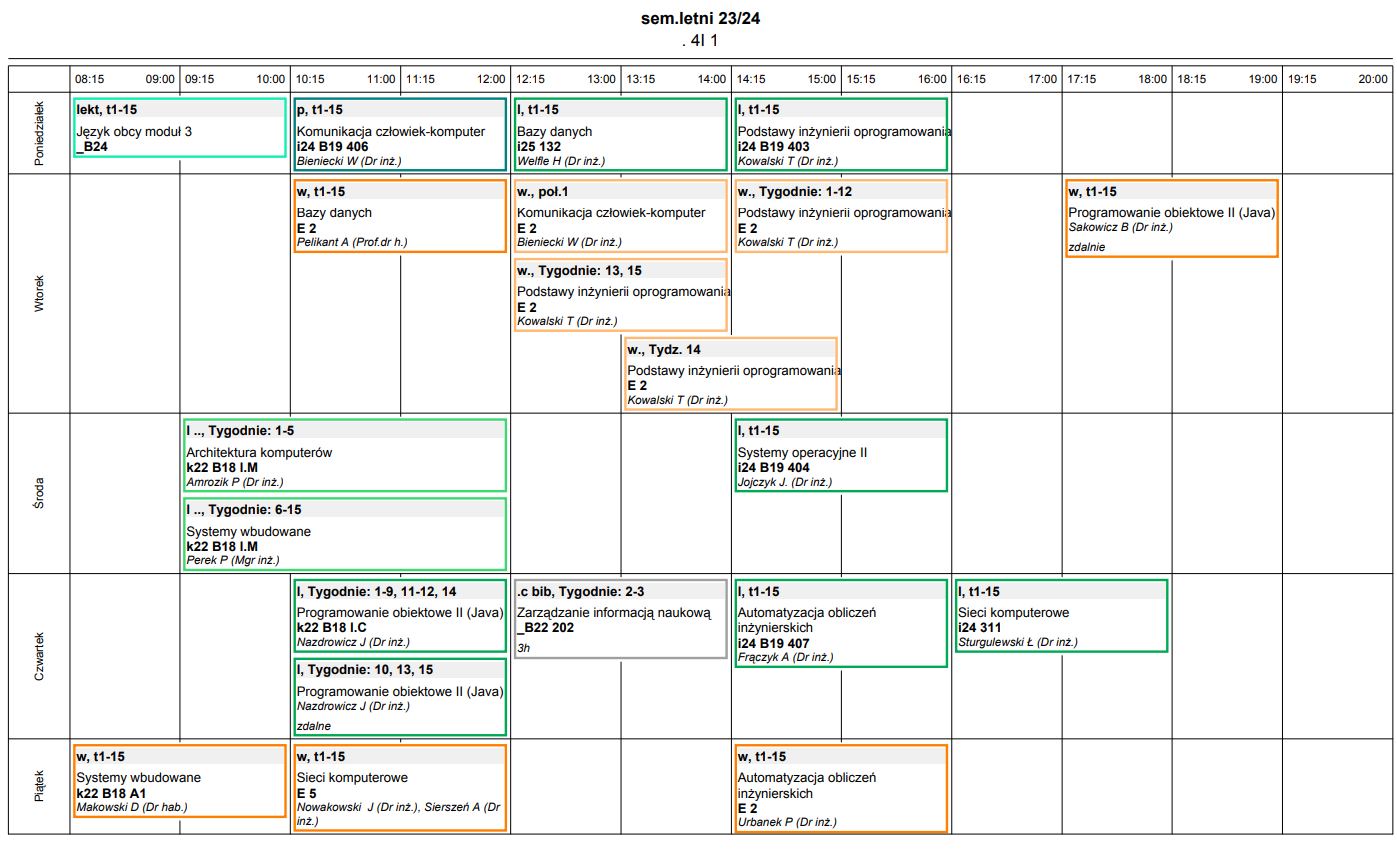 sem.letni 23/24
. 4I 1
08:15 09:00 09:15 10:00 10:15 11:00 11:15 12:00 12:15 13:00 13:15 14:00 14:15 15:00 15:15 16:00 16:15 17:00 17:15 18:00 18:15 19:00 19:15 20:00
Poniedziałek
lekt, t1-15
Język obcy moduł 3
_B24
p, t1-15
Komunikacja człowiek-komputer
i24 B19 406
Bieniecki W (Dr inż.)
l, t1-15
Bazy danych
i25 132
Welfle H (Dr inż.)
l, t1-15
Podstawy inżynierii oprogramowania
i24 B19 403
Kowalski T (Dr inż.)
Wtorek
w, t1-15
Bazy danych
E 2
Pelikant A (Prof.dr h.)
w., poł.1
Komunikacja człowiek-komputer
E 2
Bieniecki W (Dr inż.)
w., Tygodnie: 1-12
Podstawy inżynierii oprogramowania
E 2
Kowalski T (Dr inż.)
w, t1-15
Programowanie obiektowe II (Java)
Sakowicz B (Dr inż.)
zdalnie
w., Tygodnie: 13, 15
Podstawy inżynierii oprogramowania
E 2
Kowalski T (Dr inż.)
w., Tydz. 14
Podstawy inżynierii oprogramowania
E 2
Kowalski T (Dr inż.)
Środa
l .., Tygodnie: 1-5
Architektura komputerów
k22 B18 I.M
Amrozik P (Dr inż.)
l, t1-15
Systemy operacyjne II
i24 B19 404
Jojczyk J. (Dr inż.)
l .., Tygodnie: 6-15
Systemy wbudowane
k22 B18 I.M
Perek P (Mgr inż.)
Czwartek
l, Tygodnie: 1-9, 11-12, 14
Programowanie obiektowe II (Java)
k22 B18 I.C
Nazdrowicz J (Dr inż.)
.c bib, Tygodnie: 2-3
Zarządzanie informacją naukową
_B22 202
3h
l, t1-15
Automatyzacja obliczeń
inżynierskich
i24 B19 407
Frączyk A (Dr inż.)
l, t1-15
Sieci komputerowe
i24 311
Sturgulewski Ł (Dr inż.)
l, Tygodnie: 10, 13, 15
Programowanie obiektowe II (Java)
Nazdrowicz J (Dr inż.)
zdalne
Piątek
w, t1-15
Systemy wbudowane
k22 B18 A1
Makowski D (Dr hab.)
w, t1-15
Sieci komputerowe
E 5
Nowakowski J (Dr inż.), Sierszeń A (Dr
inż.)
w, t1-15
Automatyzacja obliczeń
inżynierskich
E 2
Urbanek P (Dr inż.)